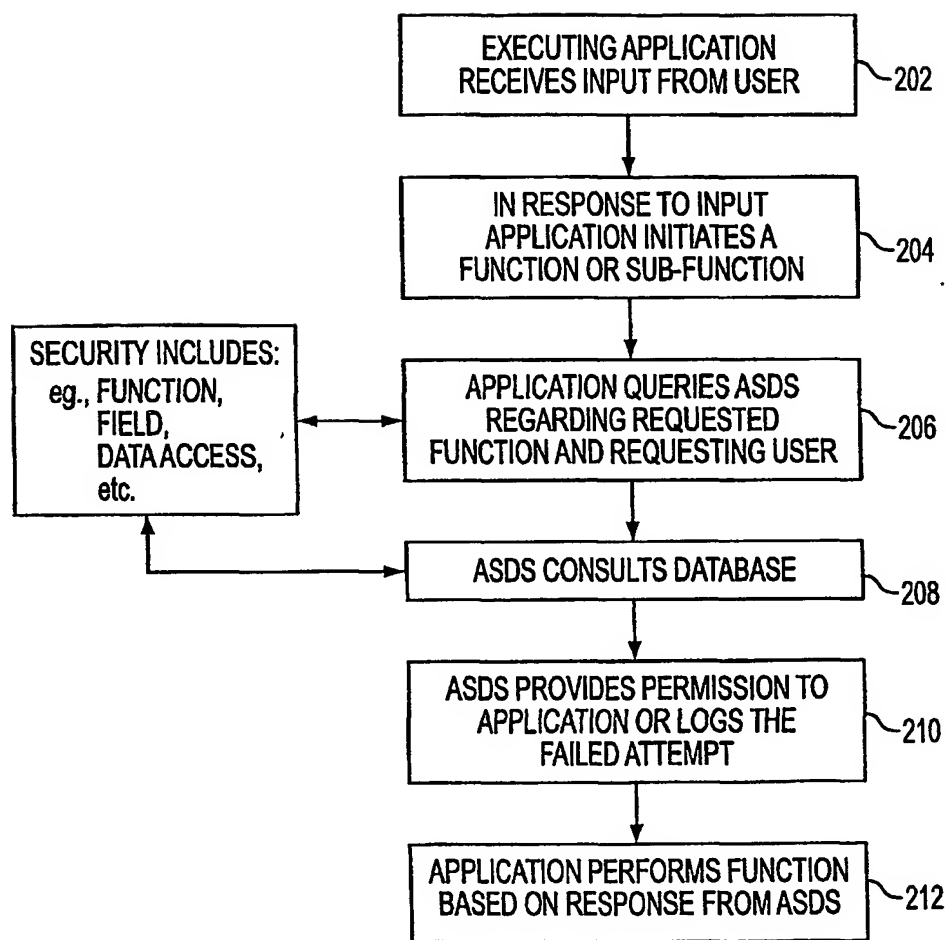 EXECUTING APPLICATION
RECEIVES INPUT FROM USER
202
IN RESPONSE TO INPUT
APPLICATION INITIATES A
FUNCTION OR SUB-FUNCTION
204
SECURITY INCLUDES:
eg., FUNCTION,
FIELD,
DATA ACCESS,
etc.
APPLICATION QUERIES ASDS
REGARDING REQUESTED
FUNCTION AND REQUESTING USER
206
ASDS CONSULTS DATABASE
208
ASDS PROVIDES PERMISSION TO
APPLICATION OR LOGS THE
FAILED ATTEMPT
210
APPLICATION PERFORMS FUNCTION
BASED ON RESPONSE FROM ASDS
212